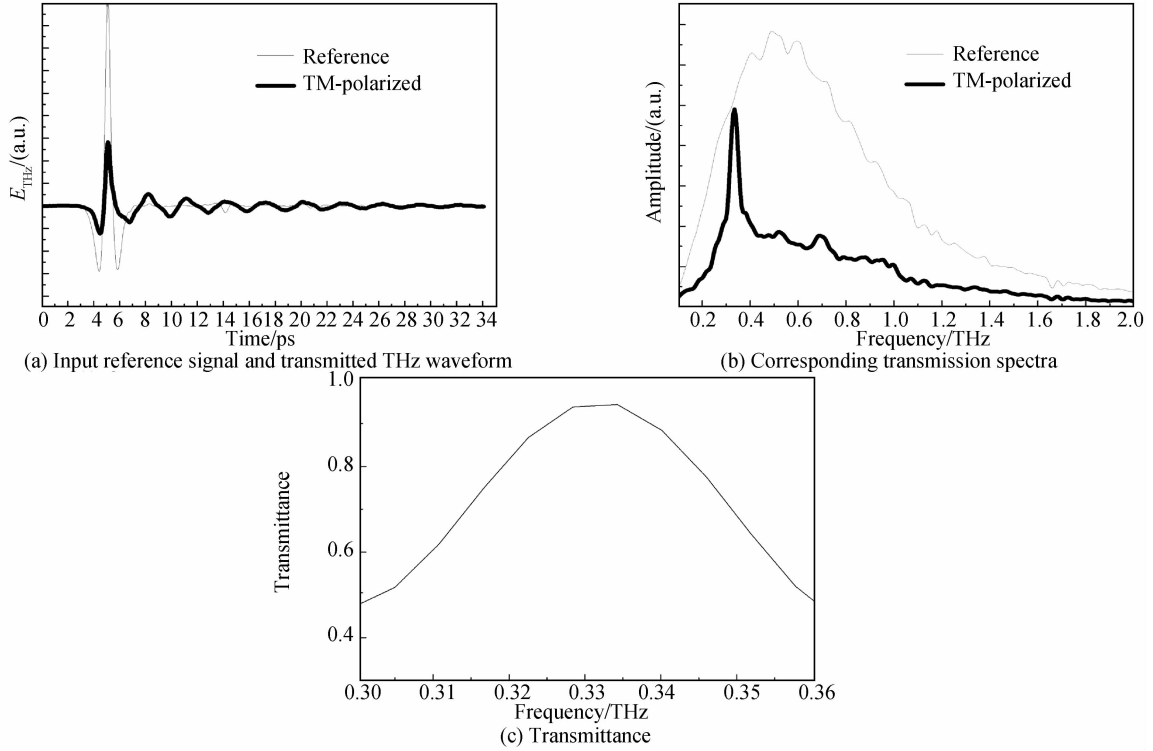 E_THz/(a.u.)
Reference
TM-polarized
0 2 4 6 8 10 12 14 16 18 20 22 24 26 28 30 32 34
Time/ps
(a) Input reference signal and transmitted THz waveform
Amplitude/(a.u.)
Reference
TM-polarized
0.2 0.4 0.6 0.8 1.0 1.2 1.4 1.6 1.8 2.0
Frequency/THz
(b) Corresponding transmission spectra
Transmittance
1.0
0.8
0.6
0.4
0.30 0.31 0.32 0.33 0.34 0.35 0.36
Frequency/THz
(c) Transmittance